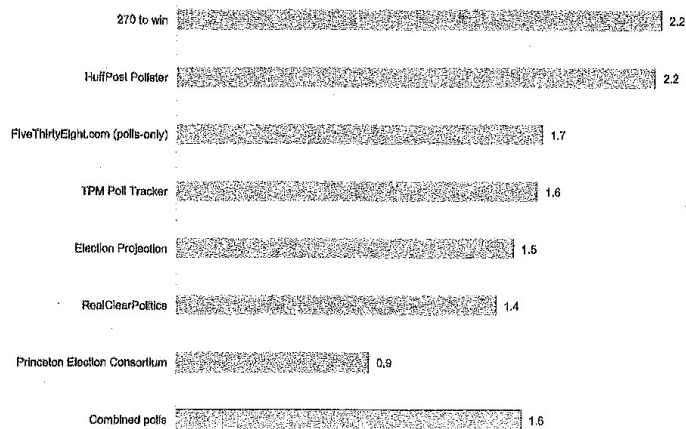 270 to win 2.2
HuffPost Pollster 2.2
FiveThirtyEight.com (polls-only) 1.7
TPM Poll Tracker 1.6
Election Projection 1.5
RealClearPolitics 1.4
Princeton Election Consortium 0.9
Combined polls 1.6